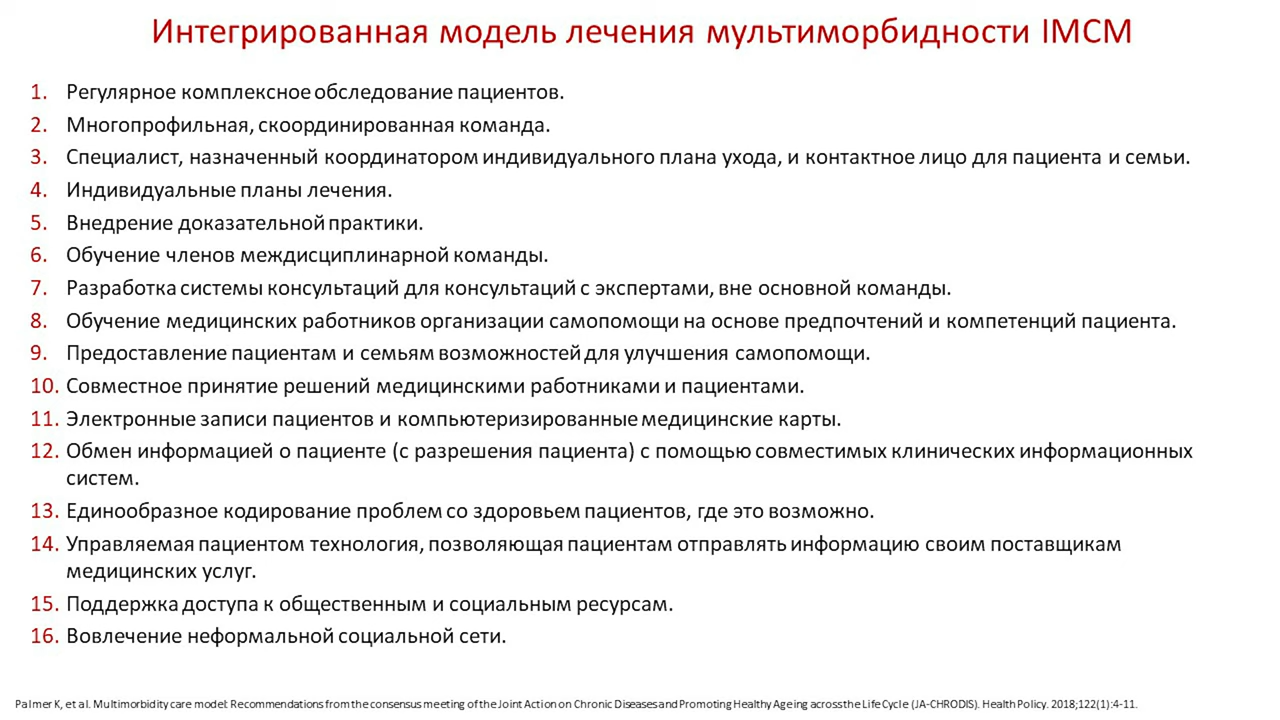 Интегрированная модель лечения мультиморбидности IMCM
1. Регулярное комплексное обследование пациентов.
2. Многопрофильная, скоординированная команда.
3. Специалист, назначенный координатором индивидуального плана ухода, и контактное лицо для пациента и семьи.
4. Индивидуальные планы лечения.
5. Внедрение доказательной практики.
6. Обучение членов междисциплинарной команды.
7. Разработка системы консультаций для консультаций с экспертами, вне основной команды.
8. Обучение медицинских работников организации самопомощи на основе предпочтений и компетенций пациента.
9. Предоставление пациентам и семьям возможностей для улучшения самопомощи.
10. Совместное принятие решений медицинскими работниками и пациентами.
11. Электронные записи пациентов и компьютеризированные медицинские карты.
12. Обмен информацией о пациенте (с разрешения пациента) с помощью совместимых клинических информационных
систем.
13. Единообразное кодирование проблем со здоровьем пациентов, где это возможно.
14. Управляемая пациентом технология, позволяющая пациентам отправлять информацию своим поставщикам
медицинских услуг.
15. Поддержка доступа к общественным и социальным ресурсам.
16. Вовлечение неформальной социальной сети.
Palmer K, et al. Multimorbidity care model: Recommendations from the consensus meeting of the Joint Action on Chronic Diseases and Promoting Healthy Ageing across the Life Cycle (JA-CHRODIS). Health Policy. 2018;122(1):4-11.